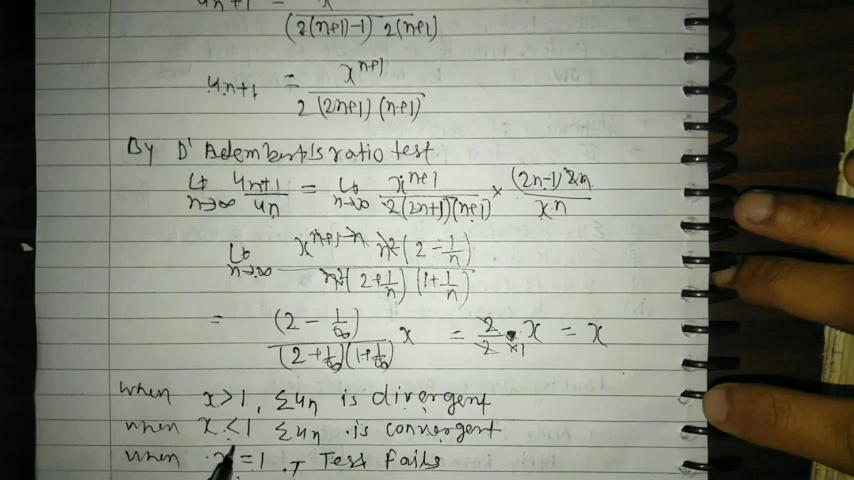 un+1 = x
(2(n+1)-1) 2(n+1)
un+1 = x^n+1 / 2(2n+1)(n+1)
By D' Adembert's ratio test
Lt n→∞ un+1/un = Lt n→∞ x^n+1 / 2(2n+1)(n+1) × (2n-1)2n / x^n
Lt n→∞ x^n+1-n n²(2-1/n) / n²(2+1/n)(1+1/n)
= (2-1/∞) / (2+1/∞)(1+1/∞) x = 2/2×1 · x = x
when x>1, Σun is divergent
when x<1 Σun is convergent
when x=1 . Test fails